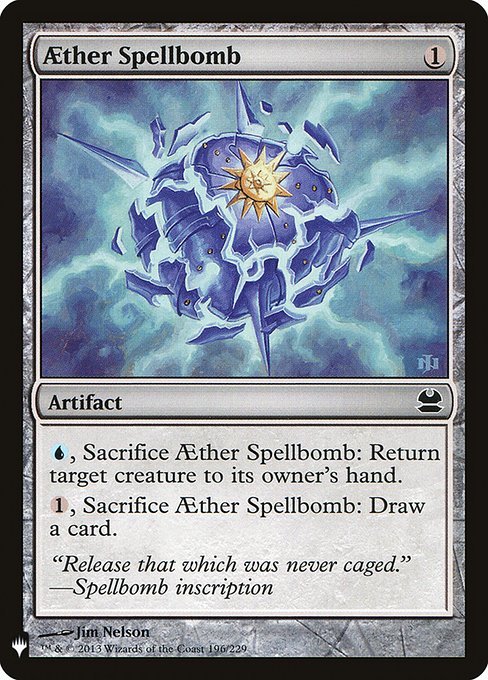 Æther Spellbomb 1
Artifact
, Sacrifice Æther Spellbomb: Return
target creature to its owner's hand.
1, Sacrifice Æther Spellbomb: Draw
a card.
“Release that which was never caged.”
—Spellbomb inscription
Jim Nelson
™ & © 2013 Wizards of the Coast 196/229